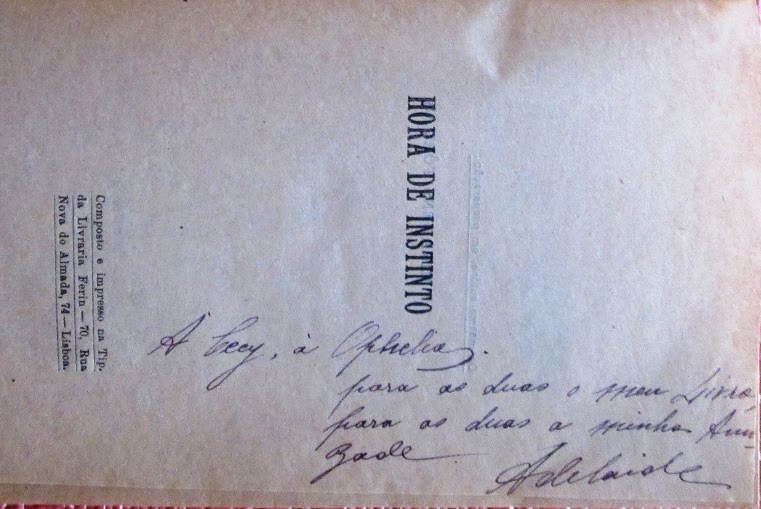 HORA DE INSTINTO
À Cecy, à Ophelia.
para as duas o meu Livro,
para as duas a minha Ami-
zade
Adelaide
Composto e impresso na Tip.
da Livraria Ferin — 70, Rua
Nova do Almada, 74 — Lisboa.